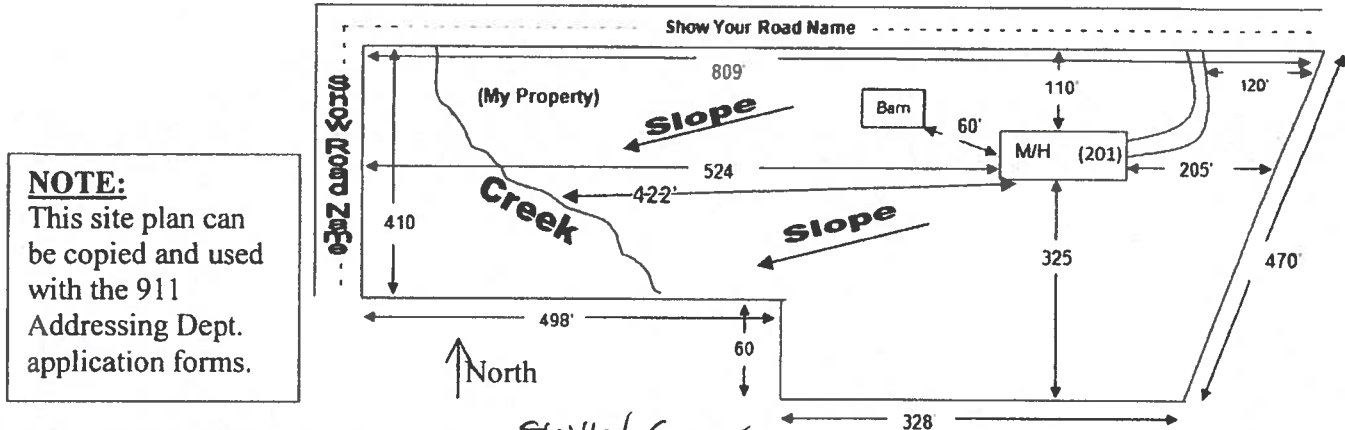 Show Your Road Name
SHOW ROAD NAME
809'
(My Property)
Slope
Barn
110'
120'
60'
M/H (201)
524
205'
422'
Creek
410
Slope
325
470'
NOTE:
This site plan can
be copied and used
with the 911
Addressing Dept.
application forms.
498'
60
North
328'